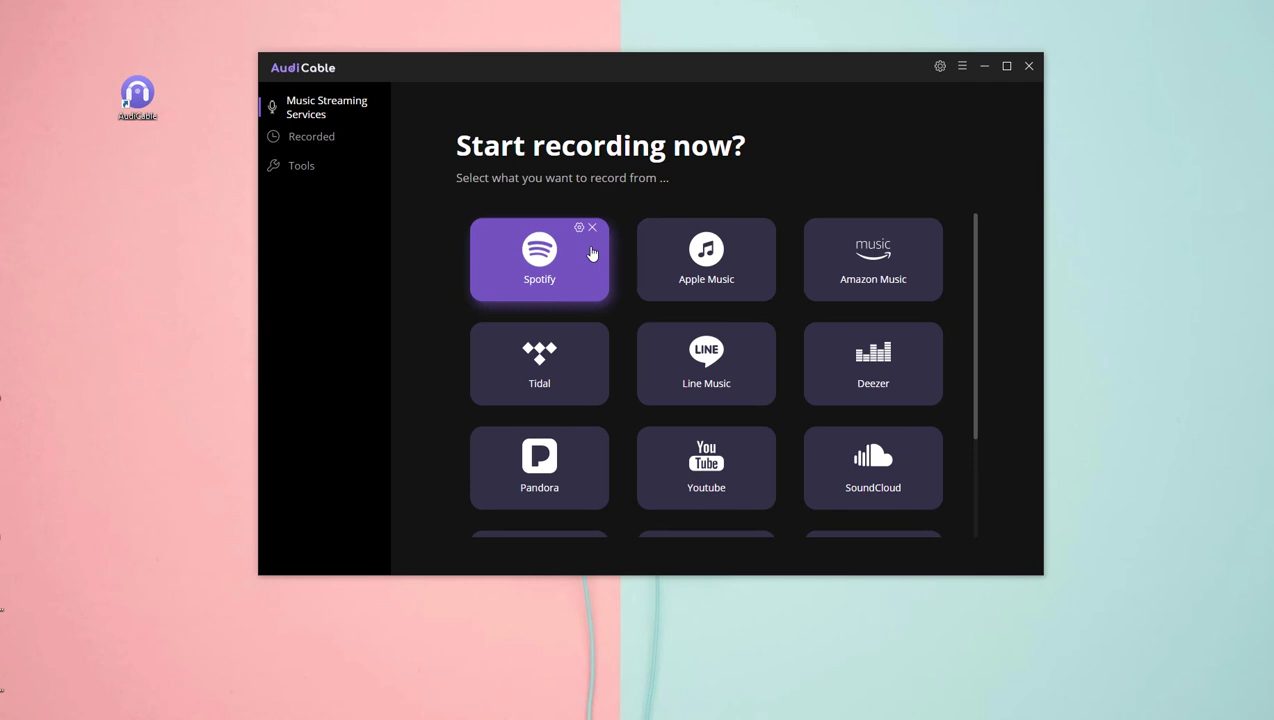 AudiCable
AudiCable
Music Streaming
Services
Recorded
Tools
Start recording now?
Select what you want to record from ...
Spotify
Apple Music
music
Amazon Music
Tidal
LINE
Line Music
Deezer
Pandora
You
Tube
Youtube
SoundCloud